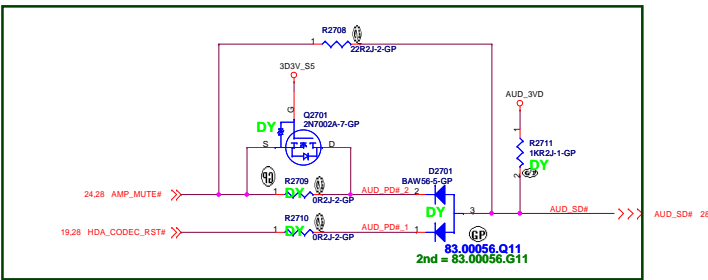 R2708
1
22R2J-2-GP
3D3V_S5
AUD_3VD
G
Q2701
2N7002A-7-GP
DY
S
D
1
R2711
1KR2J-1-GP
DY
2
D2701
BAW56-5-GP
R2709
24,28 AMP_MUTE#
1
DY
0R2J-2-GP
AUD_PD#_2
2
DY
3
AUD_SD#
AUD_SD# 28
R2710
19,28 HDA_CODEC_RST#
1
DY
0R2J-2-GP
AUD_PD#_1
1
GP
83.00056.Q11
2nd = 83.00056.G11